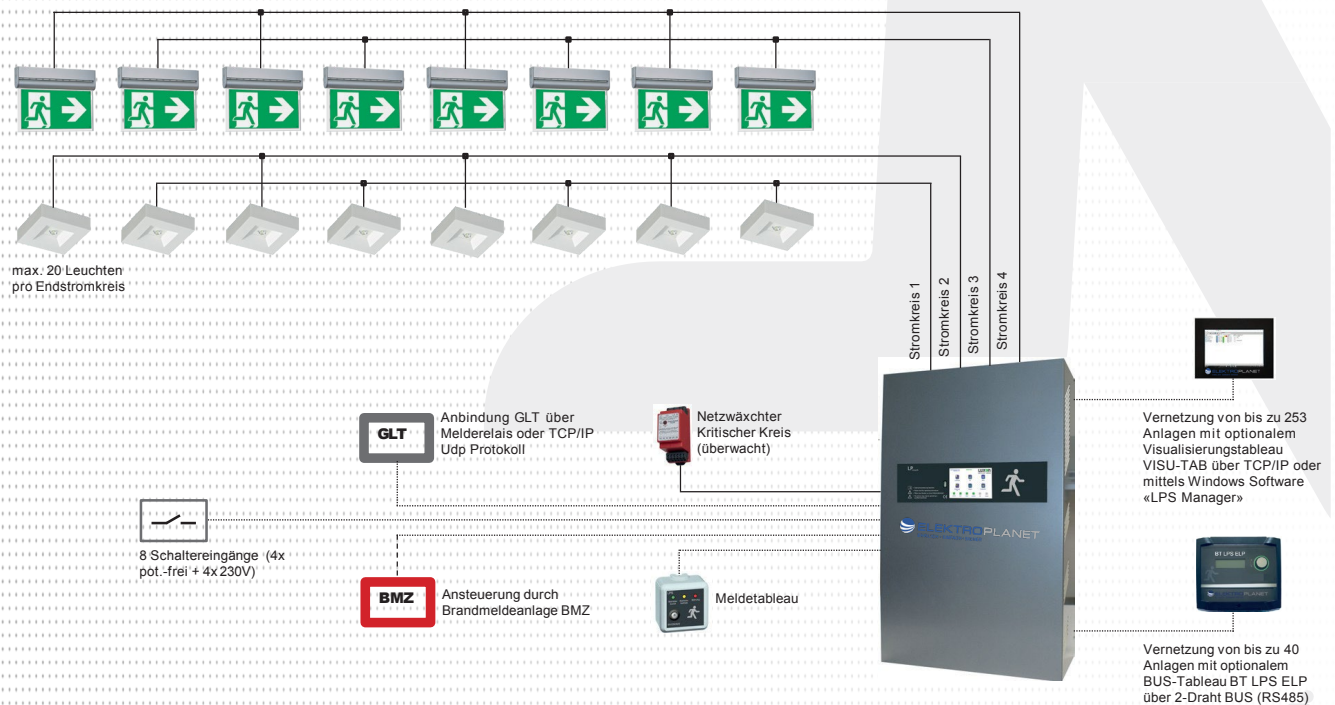 max. 20 Leuchten
pro Endstromkreis
Stromkreis 1
Stromkreis 2
Stromkreis 3
Stromkreis 4
GLT
Anbindung GLT über
Melderelais oder TCP/IP
Udp Protokoll
Netzwäxchter
Kritischer Kreis
(überwacht)
8 Schaltereingänge (4x
pot.-frei + 4x230V)
BMZ
Ansteuerung durch
Brandmeldeanlage BMZ
Meldetableau
ELEKTROPLANET
ELEKTROPLANET
Vernetzung von bis zu 253
Anlagen mit optionalem
Visualisierungstableau
VISU-TAB über TCP/IP oder
mittels Windows Software
«LPS Manager»
BT LPS ELP
Vernetzung von bis zu 40
Anlagen mit optionalem
BUS-Tableau BT LPS ELP
über 2-Draht BUS (RS485)